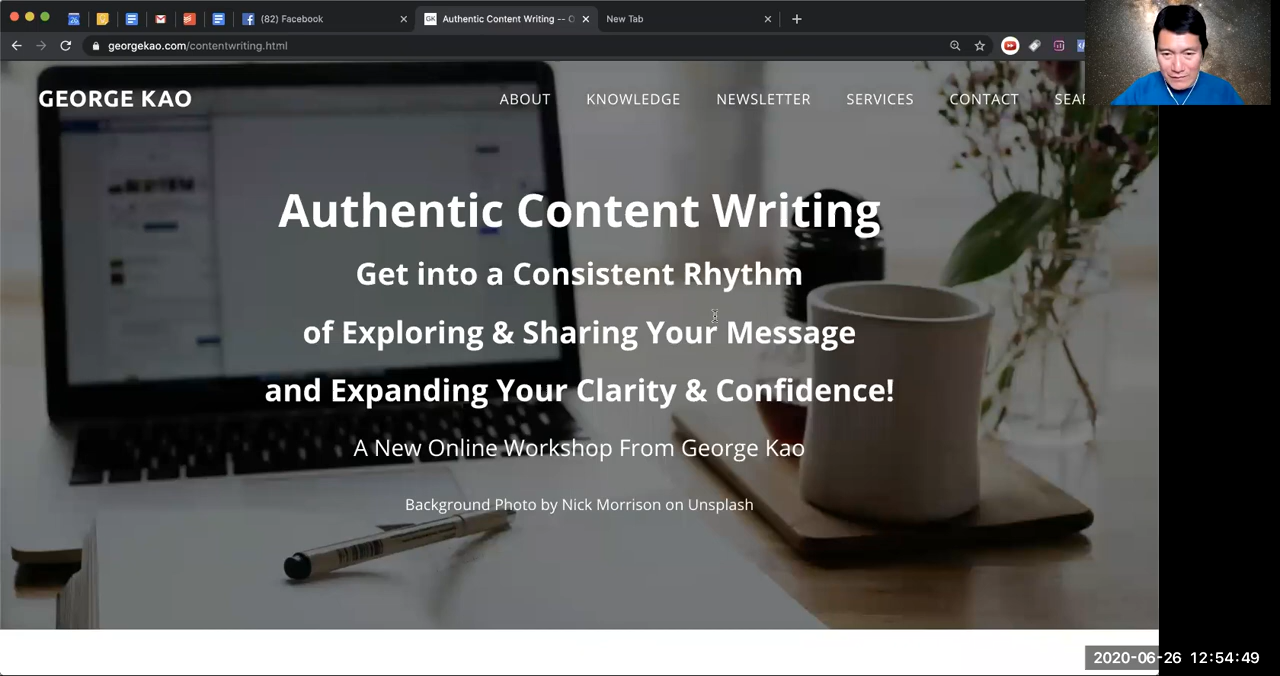 (82) Facebook
Authentic Content Writing -- O
New Tab
georgekao.com/contentwriting.html
GEORGE KAO
ABOUT
KNOWLEDGE
NEWSLETTER
SERVICES
CONTACT
SEAR
Authentic Content Writing
Get into a Consistent Rhythm
of Exploring & Sharing Your Message
and Expanding Your Clarity & Confidence!
A New Online Workshop From George Kao
Background Photo by Nick Morrison on Unsplash
2020-06-26 12:54:49